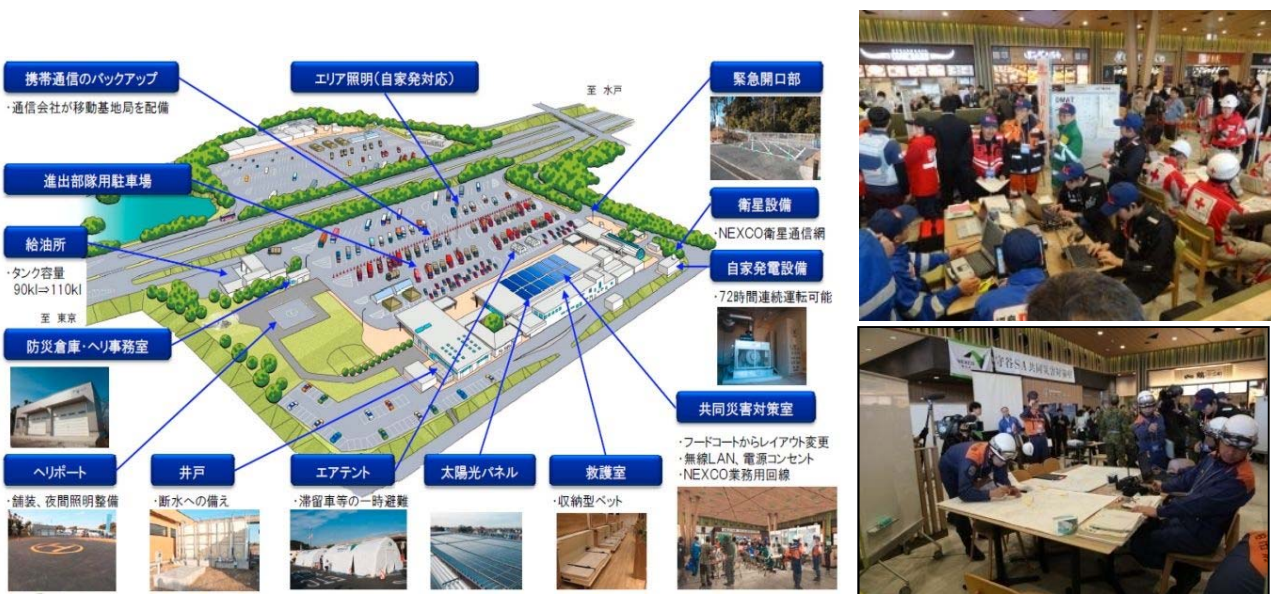 携帯通信のバックアップ
・通信会社が移動基地局を配備
エリア照明(自家発対応)
至 水戸
緊急開口部
進出部隊用駐車場
衛星設備
・NEXCO衛星通信網
給油所
・タンク容量
90kl⇒110kl
自家発電設備
・72時間連続運転可能
至 東京
防災倉庫・ヘリ事務室
共同災害対策室
・フードコートからレイアウト変更
・無線LAN、電源コンセント
・NEXCO業務用回線
ヘリポート
・舗装、夜間照明整備
井戸
・断水への備え
エアテント
・滞留車等の一時避難
太陽光パネル
救護室
・収納型ベット
DMAT
NEXCO
守谷SA共同災害対策室